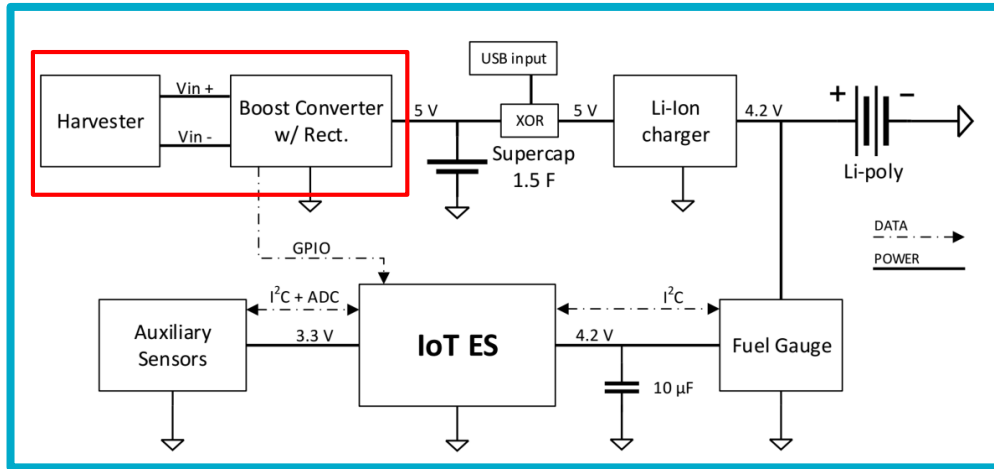 USB input
Harvester
Vin +
Vin -
Boost Converter
w/ Rect.
5 V
XOR
5 V
Supercap
1.5 F
Li-Ion
charger
4.2 V
+
−
Li-poly
DATA
POWER
GPIO
I²C + ADC
I²C
Auxiliary
Sensors
3.3 V
IoT ES
4.2 V
10 µF
Fuel Gauge